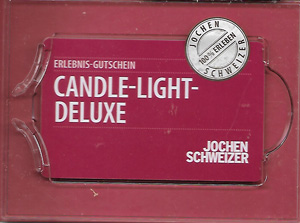 JOCHEN
100% ERLEBEN
SCHWEIZER
ERLEBNIS-GUTSCHEIN
CANDLE-LIGHT-
DELUXE
JOCHEN
SCHWEIZER